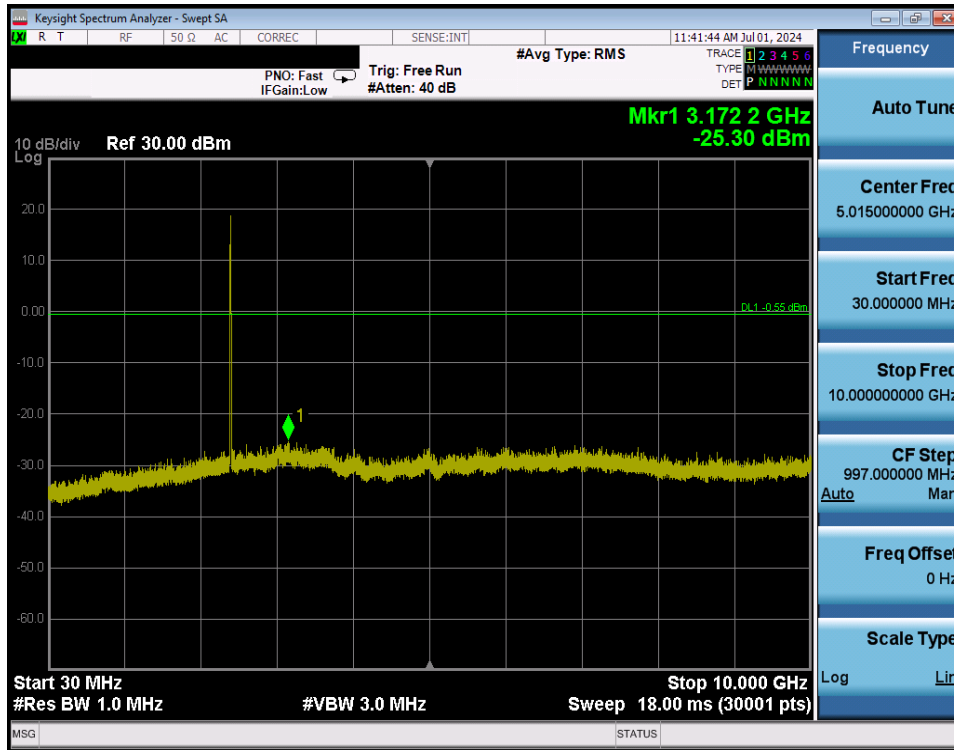 Keysight Spectrum Analyzer - Swept SA
LXI R T RF 50 Ω AC CORREC SENSE:INT 11:41:44 AM Jul 01, 2024
PNO: Fast
IFGain:Low
Trig: Free Run
#Atten: 40 dB
#Avg Type: RMS
TRACE 1 2 3 4 5 6
TYPE M WWWWW
DET P N N N N N
Mkr1 3.172 2 GHz
-25.30 dBm
10 dB/div
Log
Ref 30.00 dBm
20.0
10.0
0.00
DL1 -0.55 dBm
-10.0
-20.0
1
-30.0
-40.0
-50.0
-60.0
Start 30 MHz
Stop 10.000 GHz
#Res BW 1.0 MHz
#VBW 3.0 MHz
Sweep 18.00 ms (30001 pts)
MSG
STATUS
Frequency
Auto Tune
Center Freq
5.015000000 GHz
Start Freq
30.000000 MHz
Stop Freq
10.000000000 GHz
CF Step
997.000000 MHz
Auto Man
Freq Offset
0 Hz
Scale Type
Log Lin